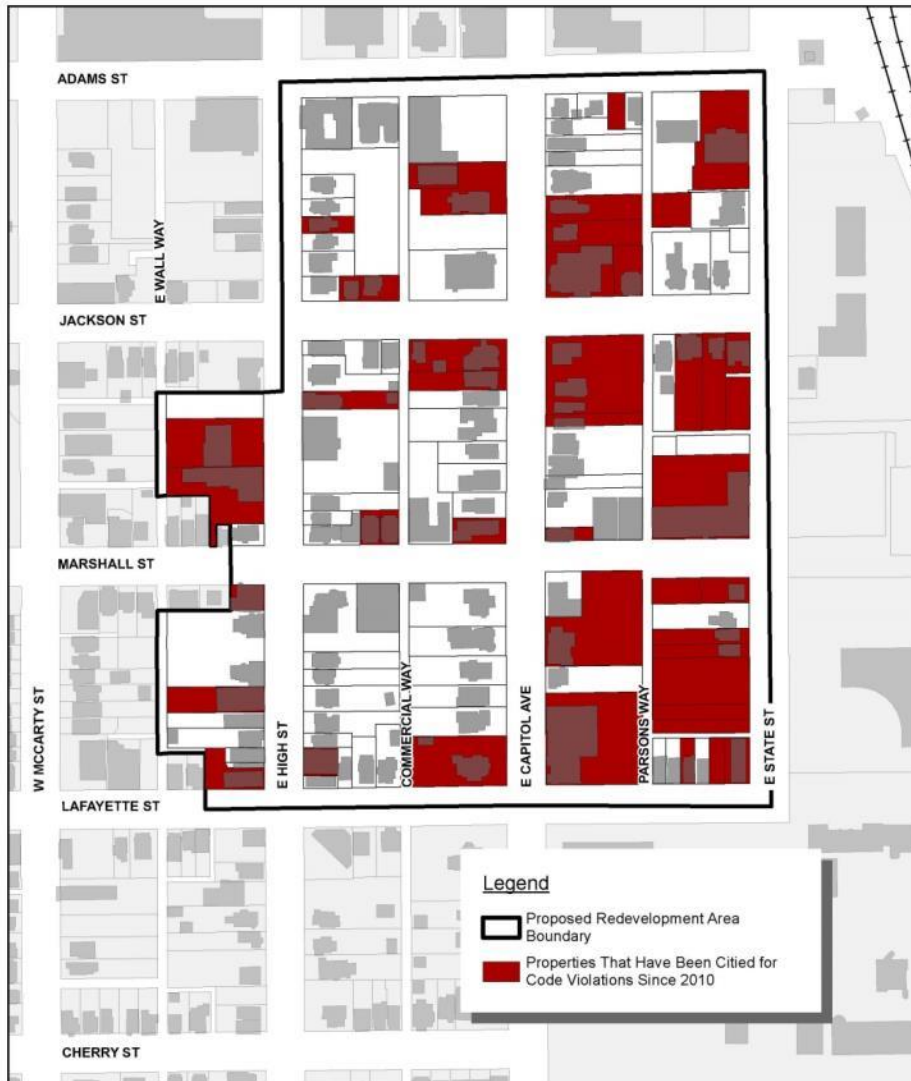 ADAMS ST
E WALL WAY
JACKSON ST
MARSHALL ST
W MCCARTY ST
E HIGH ST
COMMERCIAL WAY
E CAPITOL AVE
PARSONS WAY
E STATE ST
LAFAYETTE ST
Legend
Proposed Redevelopment Area
Boundary
Properties That Have Been Citied for
Code Violations Since 2010
CHERRY ST